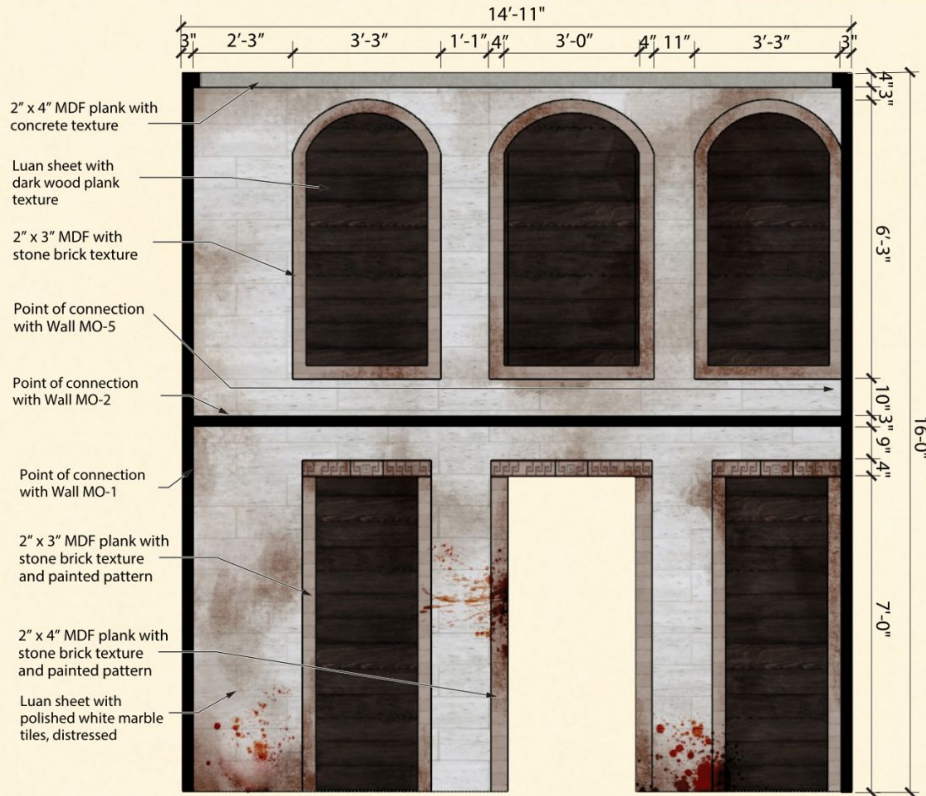 14'-11"
3" 2'-3" 3'-3" 1'-1" 4" 3'-0" 4" 11" 3'-3" 3"
2” x 4” MDF plank with
concrete texture
Luan sheet with
dark wood plank
texture
2” x 3” MDF with
stone brick texture
Point of connection
with Wall MO-5
Point of connection
with Wall MO-2
Point of connection
with Wall MO-1
2” x 3” MDF plank with
stone brick texture
and painted pattern
2” x 4” MDF plank with
stone brick texture
and painted pattern
Luan sheet with
polished white marble
tiles, distressed
4" 3" 6'-3" 10" 3" 9" 4" 7'-0"
16'-0"